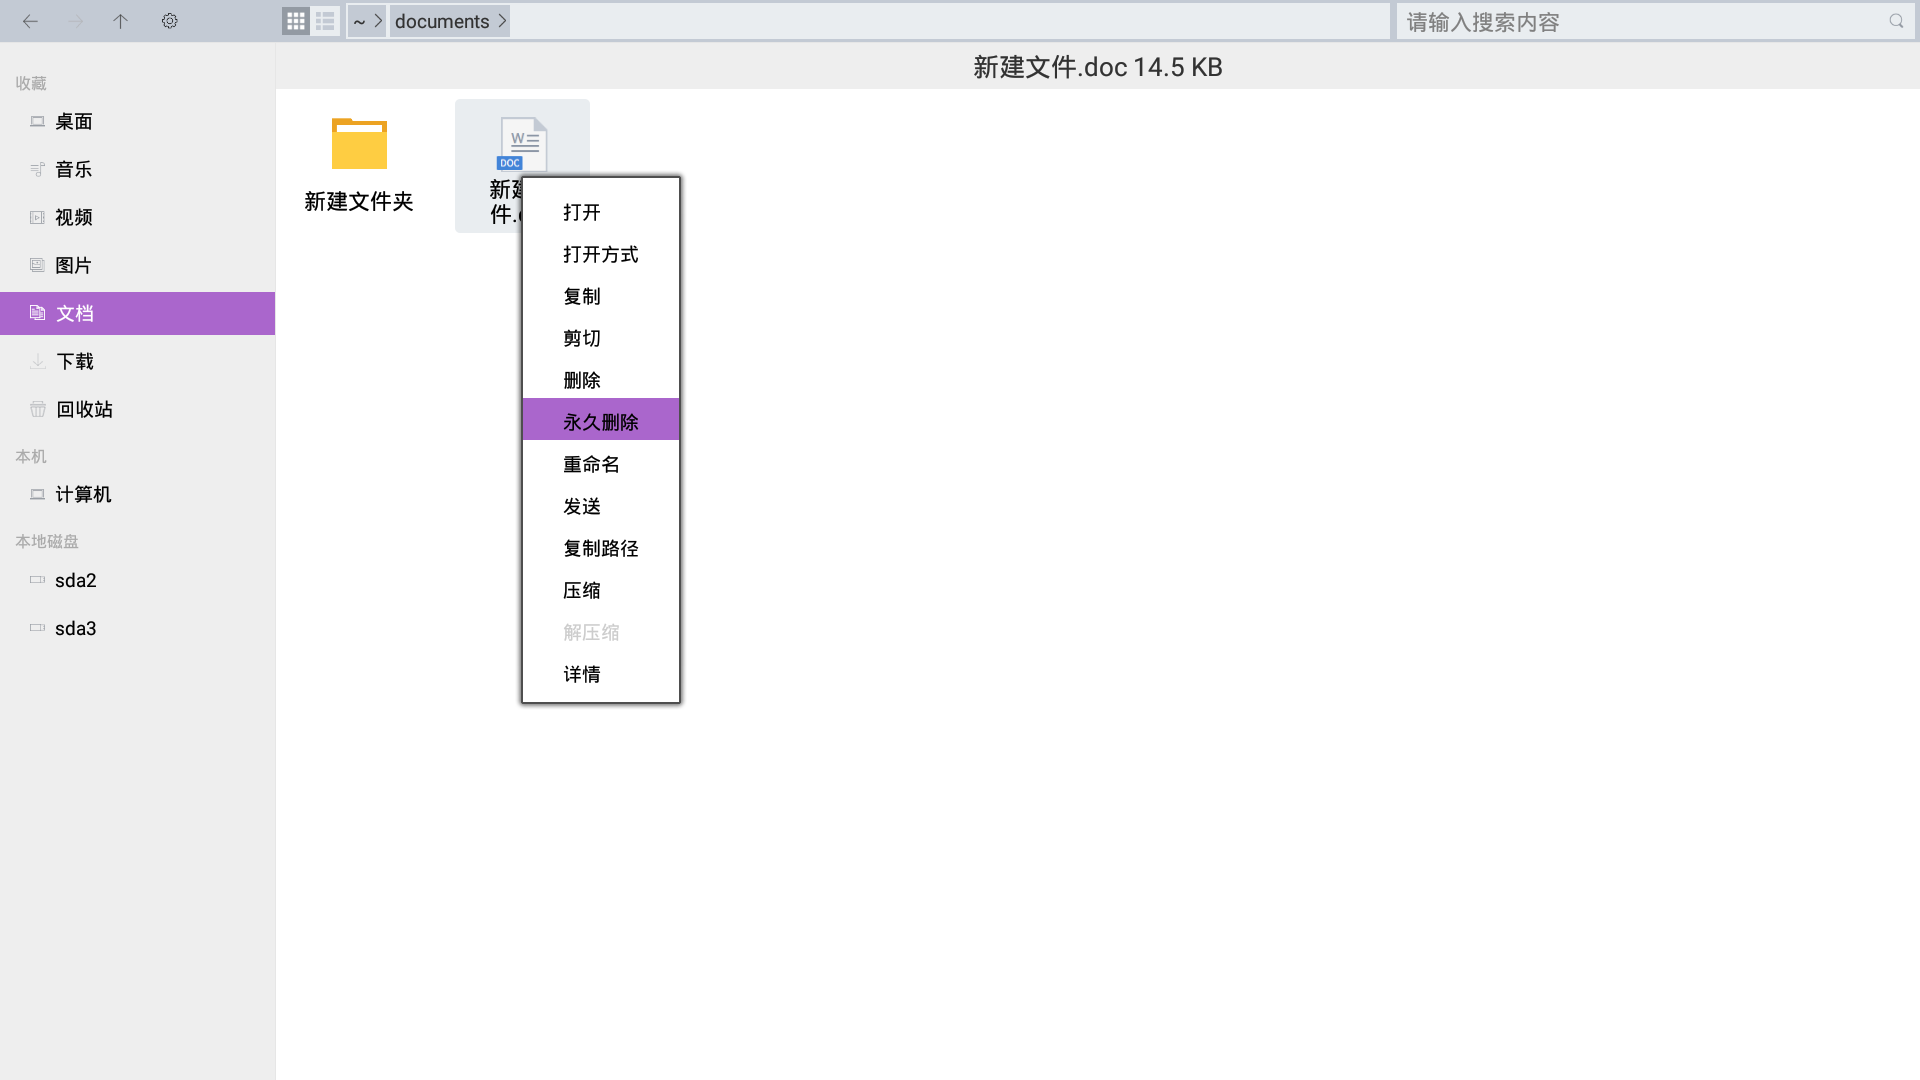 ~
documents
请输入搜索内容
新建文件.doc 14.5 KB
收藏
桌面
音乐
视频
图片
文档
下载
回收站
本机
计算机
本地磁盘
sda2
sda3
新建文件夹
W
DOC
新建
件.
打开
打开方式
复制
剪切
删除
永久删除
重命名
发送
复制路径
压缩
解压缩
详情